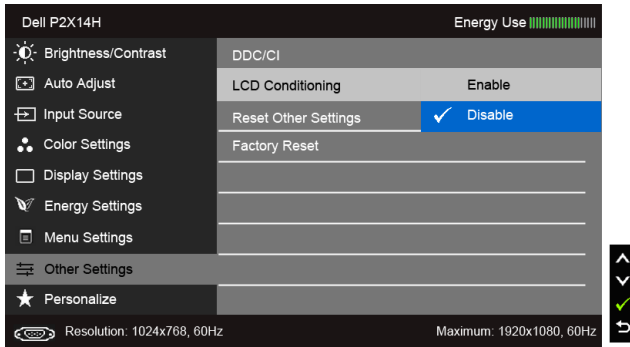 Dell P2X14H Energy Use
Brightness/Contrast DDC/CI
Auto Adjust LCD Conditioning Enable
Input Source Reset Other Settings Disable
Color Settings Factory Reset
Display Settings
Energy Settings
Menu Settings
Other Settings
Personalize
Resolution: 1024x768, 60Hz Maximum: 1920x1080, 60Hz